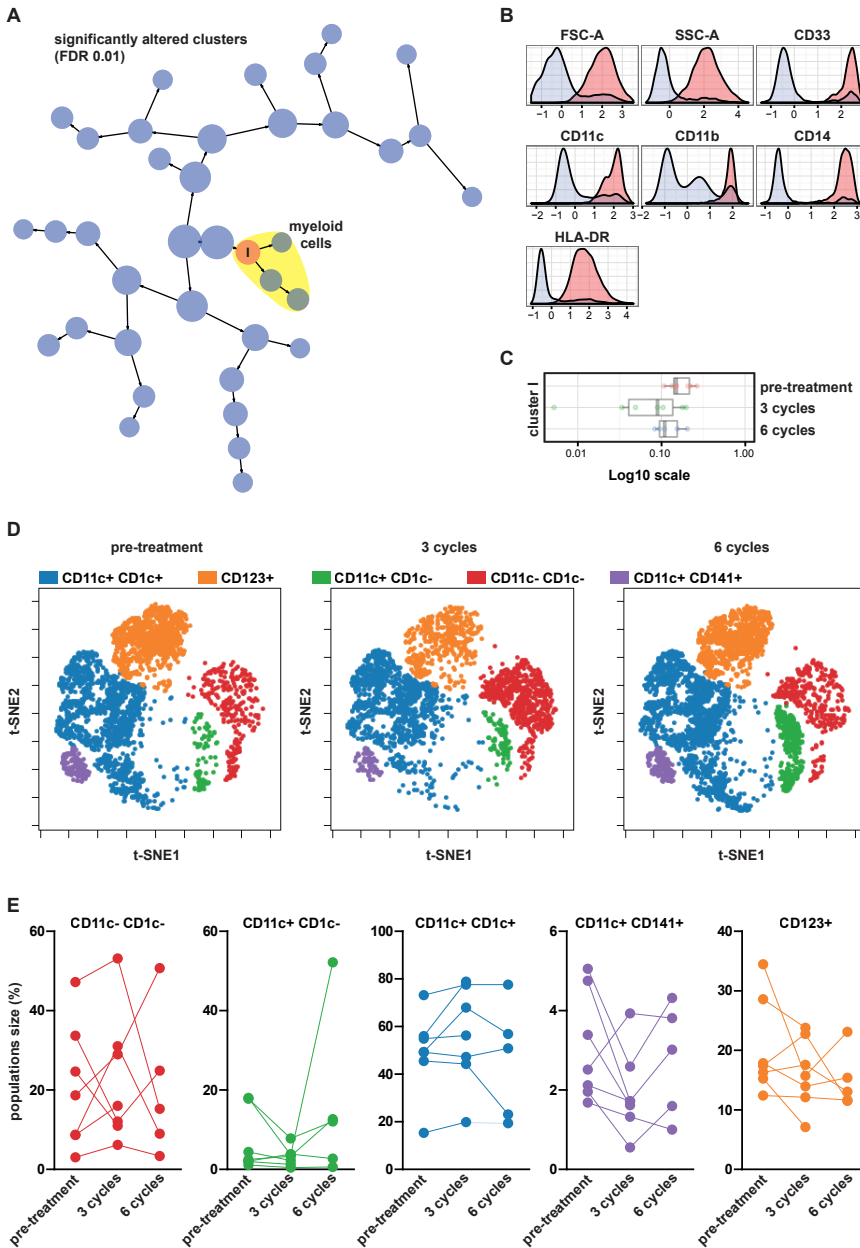 A
significantly altered clusters
(FDR 0.01)
myeloid
cells
I
B
FSC-A SSC-A CD33
-1 0 1 2 3 0 2 4 -1 0 1 2
CD11c CD11b CD14
-2 -1 0 1 2 3 -1 0 1 2 -1 0 1 2 3
HLA-DR
-1 0 1 2 3 4
C
cluster I
pre-treatment
3 cycles
6 cycles
0.01 0.10 1.00
Log10 scale
D
pre-treatment 3 cycles 6 cycles
CD11c+ CD1c+ CD123+ CD11c+ CD1c- CD11c- CD1c- CD11c+ CD141+
t-SNE2 t-SNE2 t-SNE2
t-SNE1 t-SNE1 t-SNE1
E
CD11c- CD1c- CD11c+ CD1c- CD11c+ CD1c+ CD11c+ CD141+ CD123+
populations size (%)
60 60 100 6 40
80
40 40 4 30
60
20
40
20 20 2
20 10
0 0 0 0 0
pre-treatment 3 cycles 6 cycles pre-treatment 3 cycles 6 cycles pre-treatment 3 cycles 6 cycles pre-treatment 3 cycles 6 cycles pre-treatment 3 cycles 6 cycles